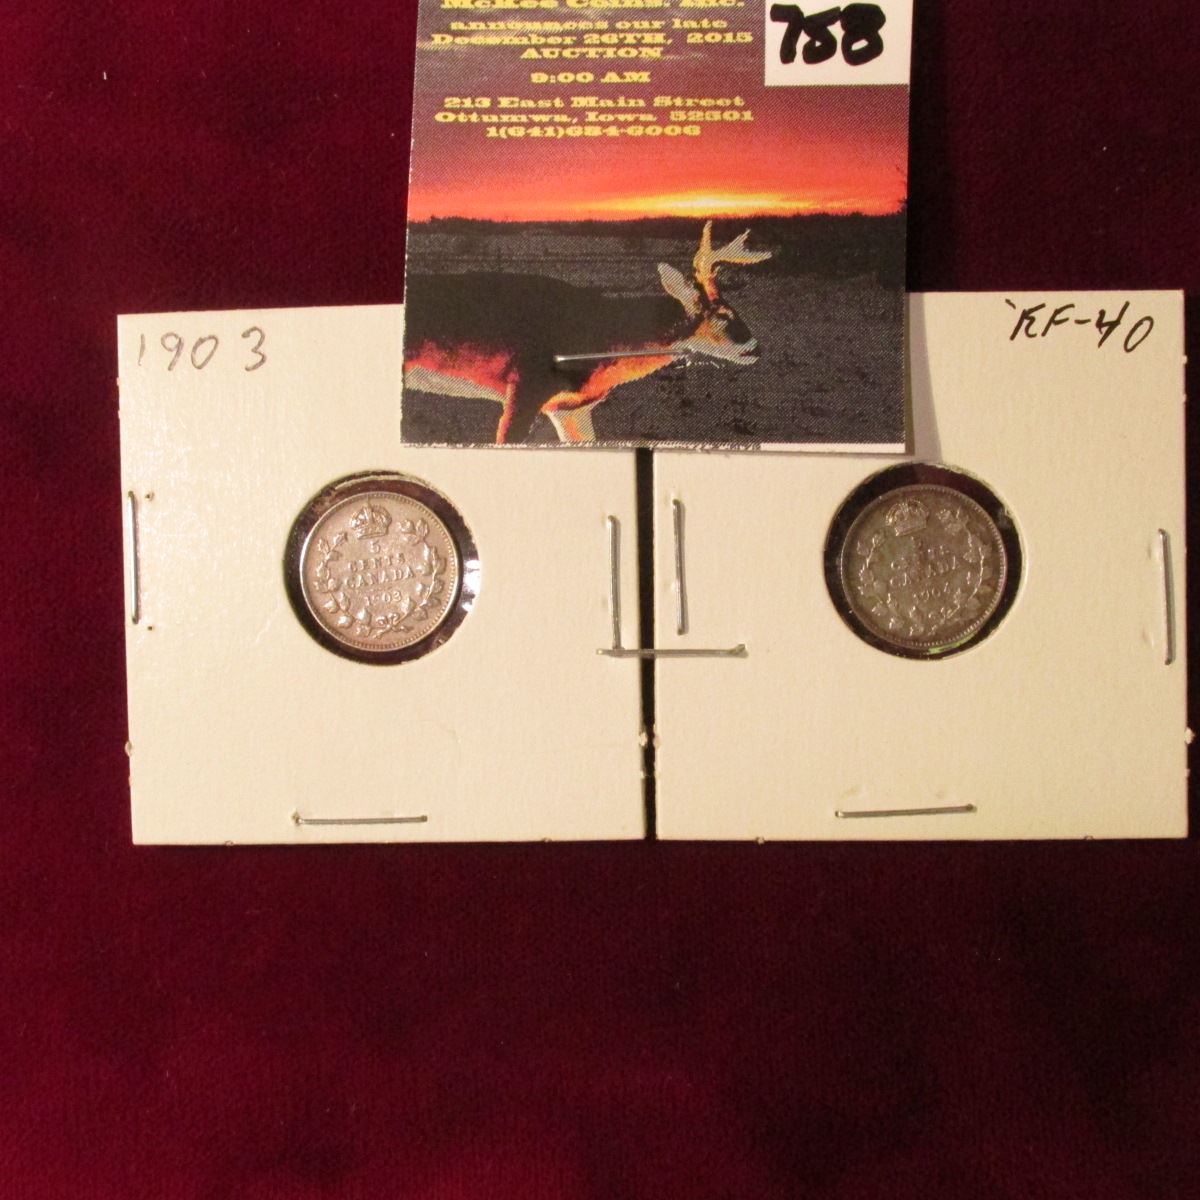 McKee Coins, Inc.
announces our late
December 26TH, 2015
AUCTION
9:00 AM
213 East Main Street
Ottumwa, Iowa 52501
1(641)684-6006
758
1903
EF-40
5
CENTS
CANADA
1903
CANADA